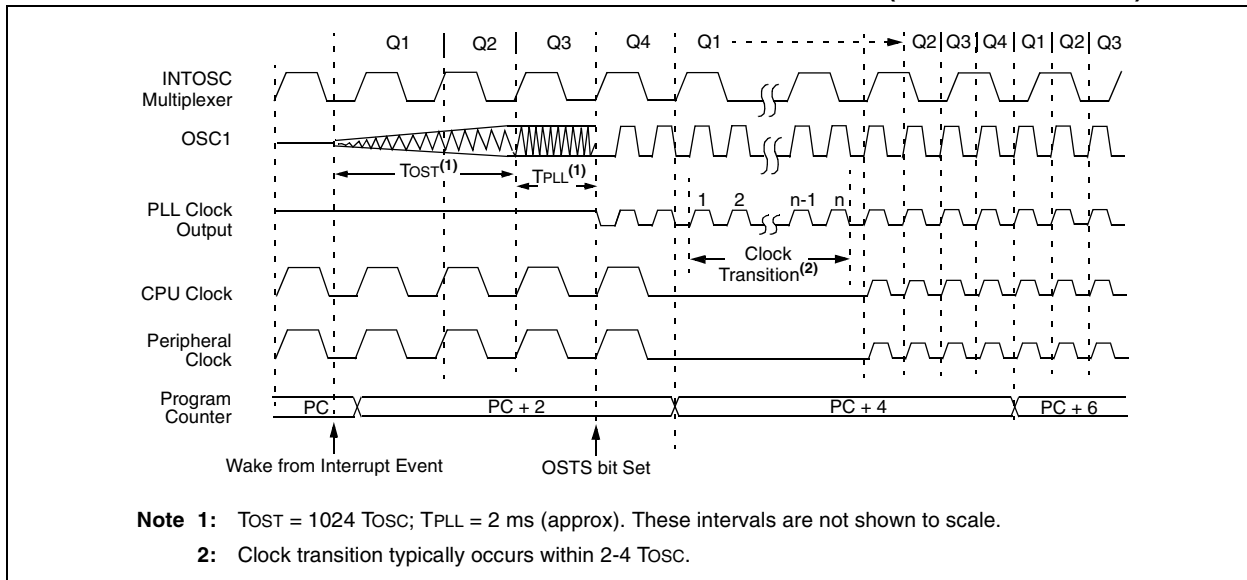 Q1 Q2 Q3 Q4 Q1 Q2 Q3 Q4 Q1 Q2 Q3
INTOSC
Multiplexer
OSC1
TOST(1) TPLL(1)
1 2 n-1 n
PLL Clock
Output
Clock
Transition(2)
CPU Clock
Peripheral
Clock
Program
Counter
PC PC + 2 PC + 4 PC + 6
Wake from Interrupt Event OSTS bit Set
Note 1: TOST = 1024 TOSC; TPLL = 2 ms (approx). These intervals are not shown to scale.
2: Clock transition typically occurs within 2-4 TOSC.